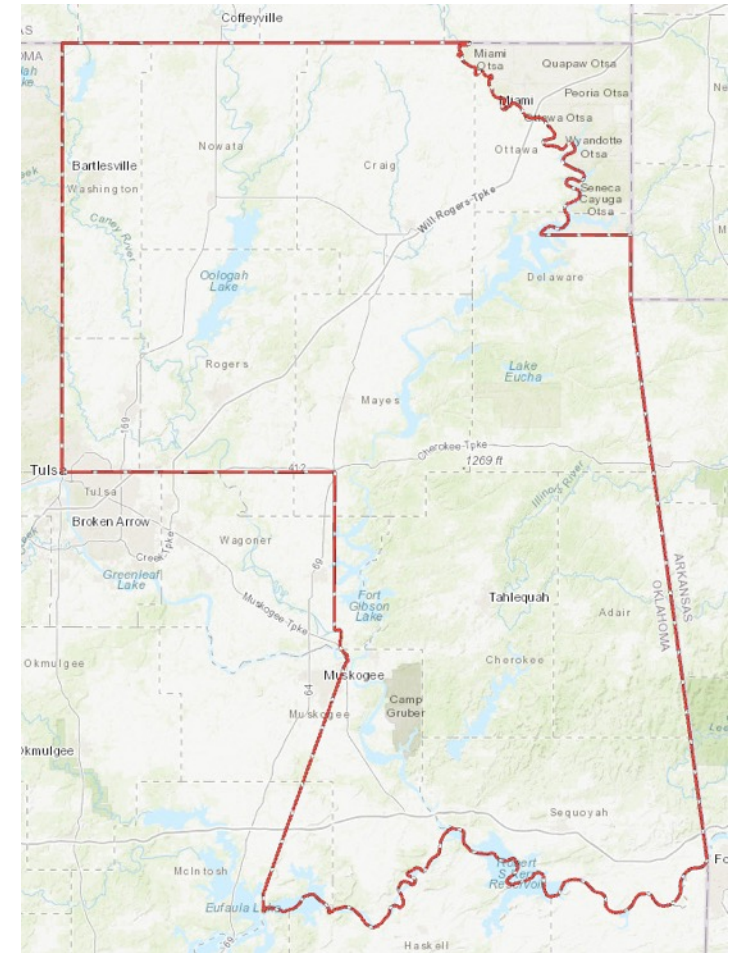 Coffeyville
AS
OMA
Miami
Otsa
Quapaw Otsa
Peoria Otsa
Miami
Ottawa Otsa
Ottawa
Wyandotte
Otsa
Nowata
Craig
Bartlesville
Washington
Seneca
Cayuga
Otsa
Will Rogers Tpke
Caney River
Oologah
Lake
Delaware
Rogers
Lake
Eucha
Mayes
169
Cherokee Tpke
412
1269 ft
Tulsa
Tulsa
Illinois River
Broken Arrow
Wagoner
Creek Tpke
69
Greenleaf
Lake
Muskogee Tpke
Fort
Gibson
Lake
Tahlequah
ARKANSAS
OKLAHOMA
Adair
Okmulgee
Cherokee
Muskogee
64
Camp
Gruber
Muskogee
Okmulgee
Sequoyah
McIntosh
Robert
S Kerr
Reservoir
Fo
Eufaula Lake
69
Haskell